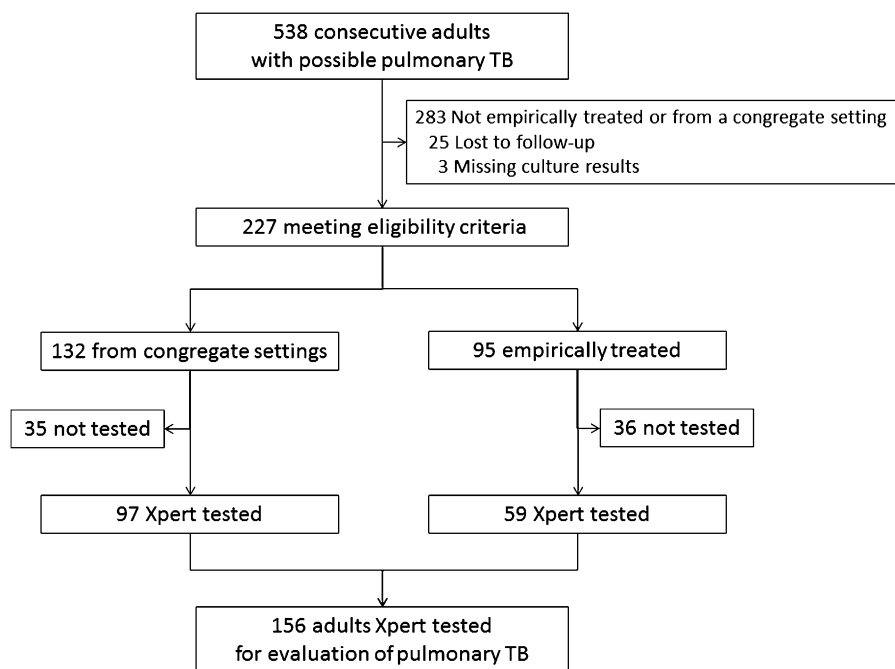 538 consecutive adults
with possible pulmonary TB
283 Not empirically treated or from a congregate setting
25 Lost to follow-up
3 Missing culture results
227 meeting eligibility criteria
132 from congregate settings
95 empirically treated
35 not tested
36 not tested
97 Xpert tested
59 Xpert tested
156 adults Xpert tested
for evaluation of pulmonary TB